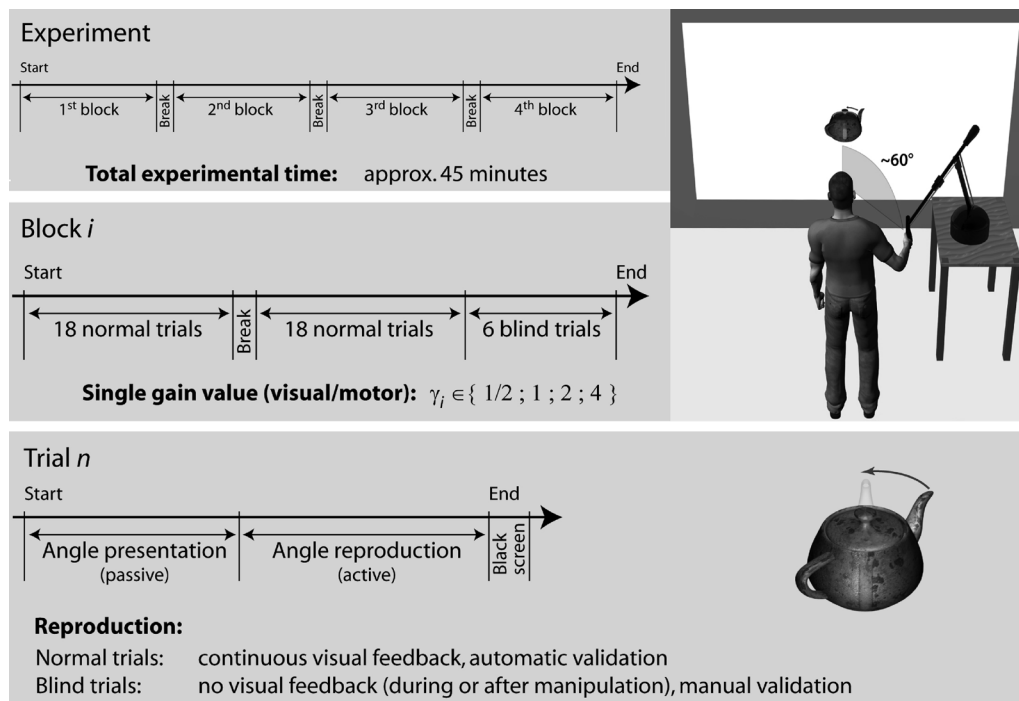 Experiment
Start
End
1st block
Break
2nd block
Break
3rd block
Break
4th block
Total experimental time: approx. 45 minutes
~60°
Block i
Start
End
18 normal trials
Break
18 normal trials
6 blind trials
Single gain value (visual/motor): γi ∈ { 1/2 ; 1 ; 2 ; 4 }
Trial n
Start
End
Angle presentation
(passive)
Angle reproduction
(active)
Black
screen
Reproduction:
Normal trials: continuous visual feedback, automatic validation
Blind trials: no visual feedback (during or after manipulation), manual validation